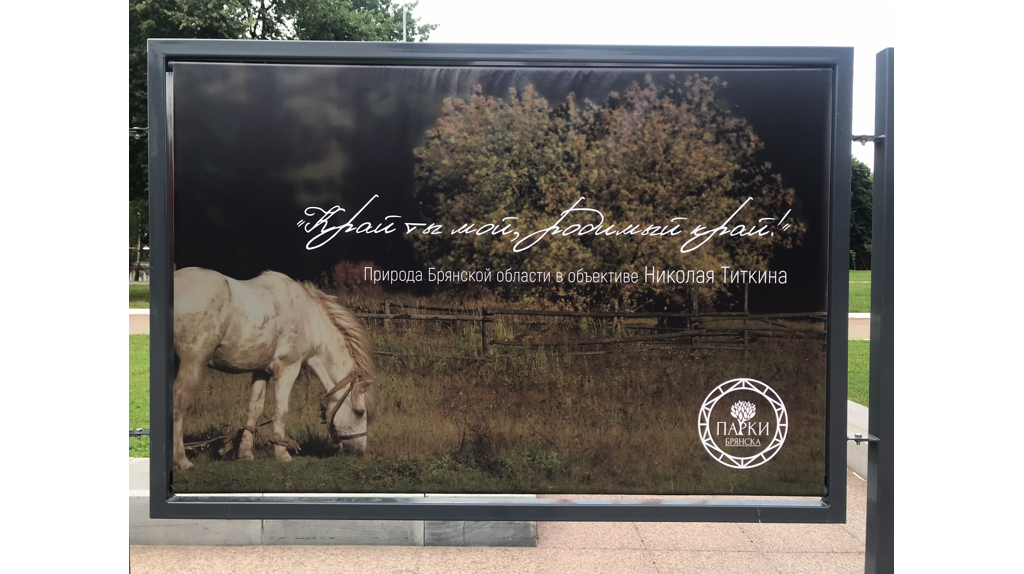 "Край ты мой, родимый край!"
Природа Брянской области в объективе Николая Титкина
ПАРКИ
БРЯНСКА